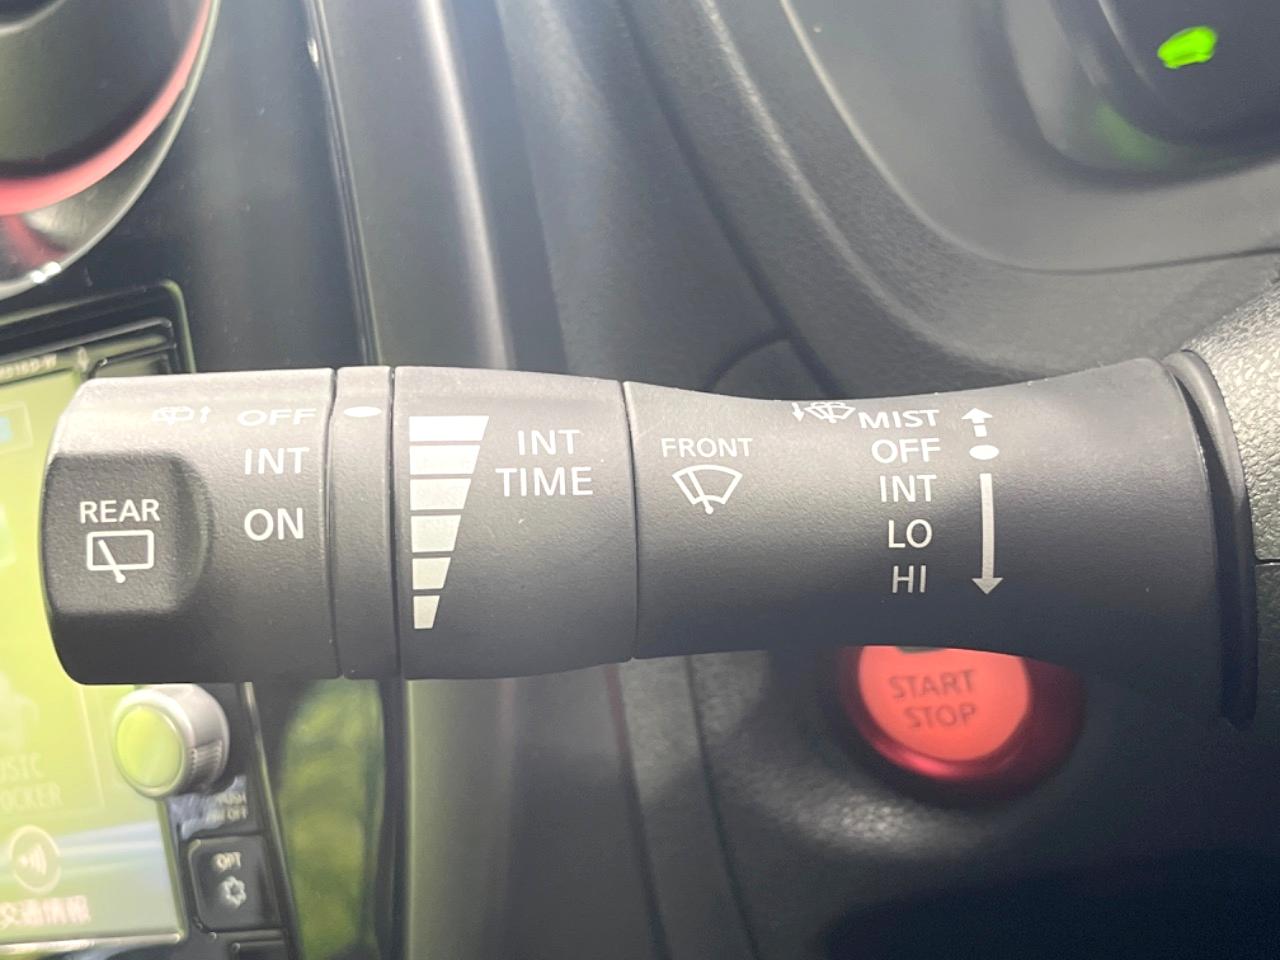 OFF
INT
ON
REAR
INT
TIME
FRONT
MIST
OFF
INT
LO
HI
START
STOP
OPT
交通情報